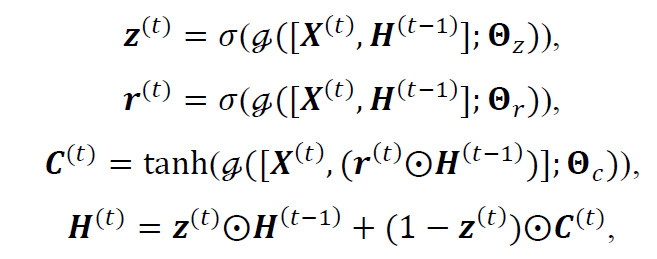 𝒛⁽ᵗ⁾ = σ(ℊ([𝑿⁽ᵗ⁾, 𝑯⁽ᵗ⁻¹⁾]; 𝚯_z)),
𝒓⁽ᵗ⁾ = σ(ℊ([𝑿⁽ᵗ⁾, 𝑯⁽ᵗ⁻¹⁾]; 𝚯_r)),
𝑪⁽ᵗ⁾ = tanh(ℊ([𝑿⁽ᵗ⁾, (𝒓⁽ᵗ⁾⊙𝑯⁽ᵗ⁻¹⁾)]; 𝚯_c)),
𝑯⁽ᵗ⁾ = 𝒛⁽ᵗ⁾⊙𝑯⁽ᵗ⁻¹⁾ + (1 − 𝒛⁽ᵗ⁾)⊙𝑪⁽ᵗ⁾,